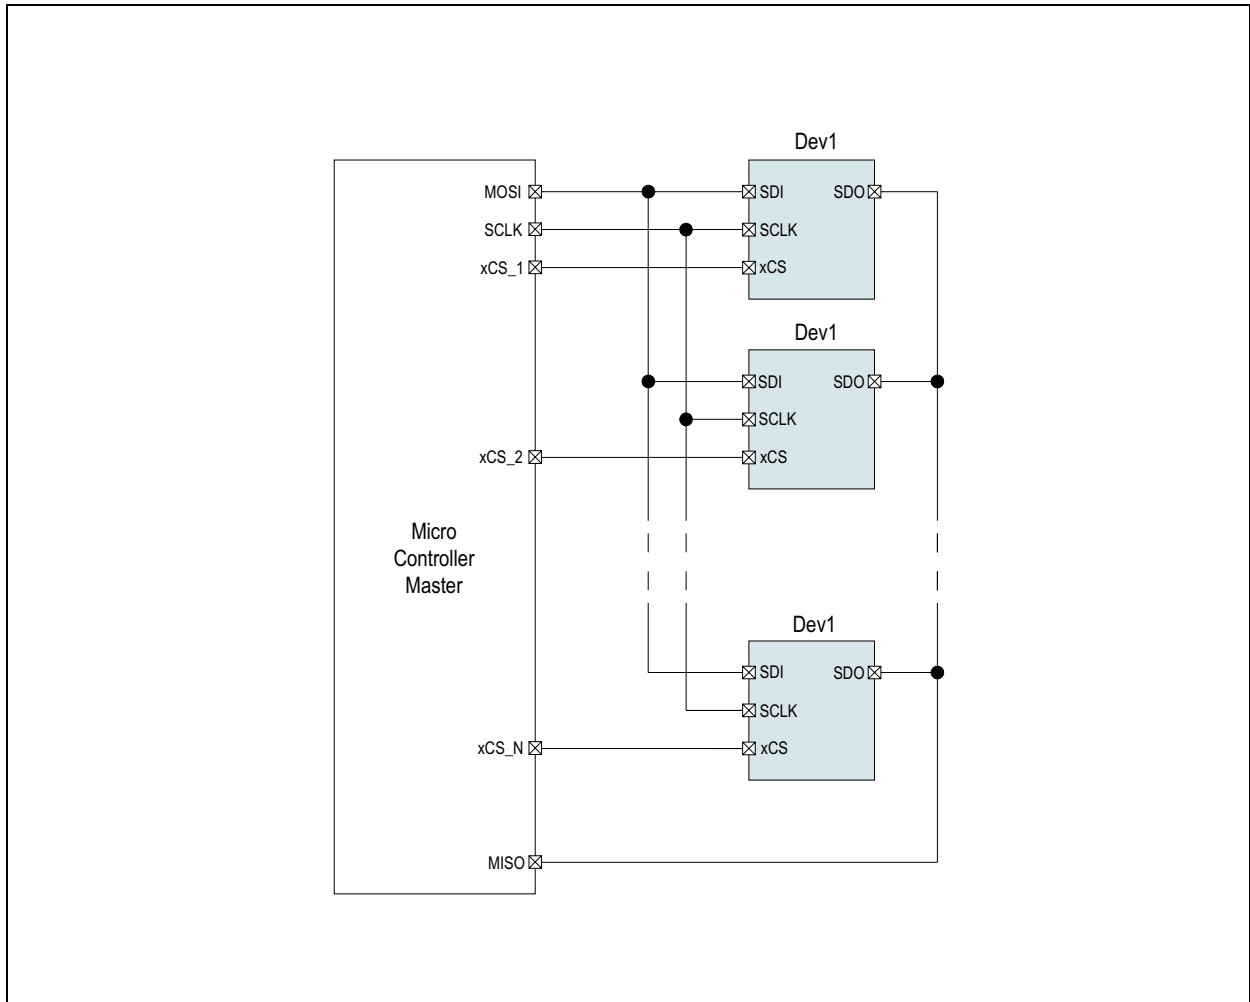 Dev1
MOSI
SDI
SDO
SCLK
SCLK
xCS_1
xCS
Dev1
SDI
SDO
SCLK
xCS_2
xCS
Micro
Controller
Master
Dev1
SDI
SDO
SCLK
xCS_N
xCS
MISO